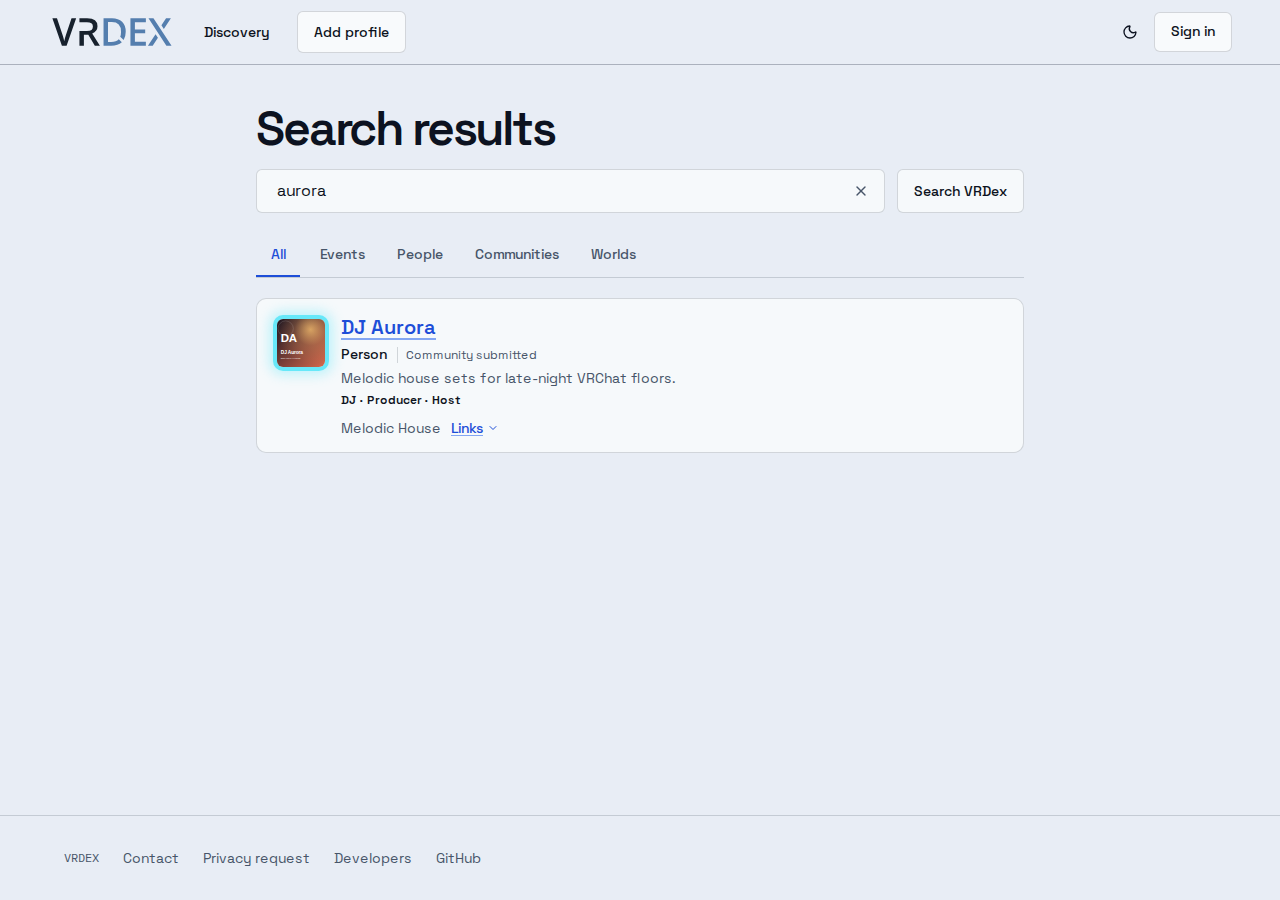 VRDEX
Discovery
Add profile
Sign in
Search results
aurora
Search VRDex
All
Events
People
Communities
Worlds
DA
DJ Aurora
DJ Aurora
Person
Community submitted
Melodic house sets for late-night VRChat floors.
DJ · Producer · Host
Melodic House
Links
VRDEX
Contact
Privacy request
Developers
GitHub